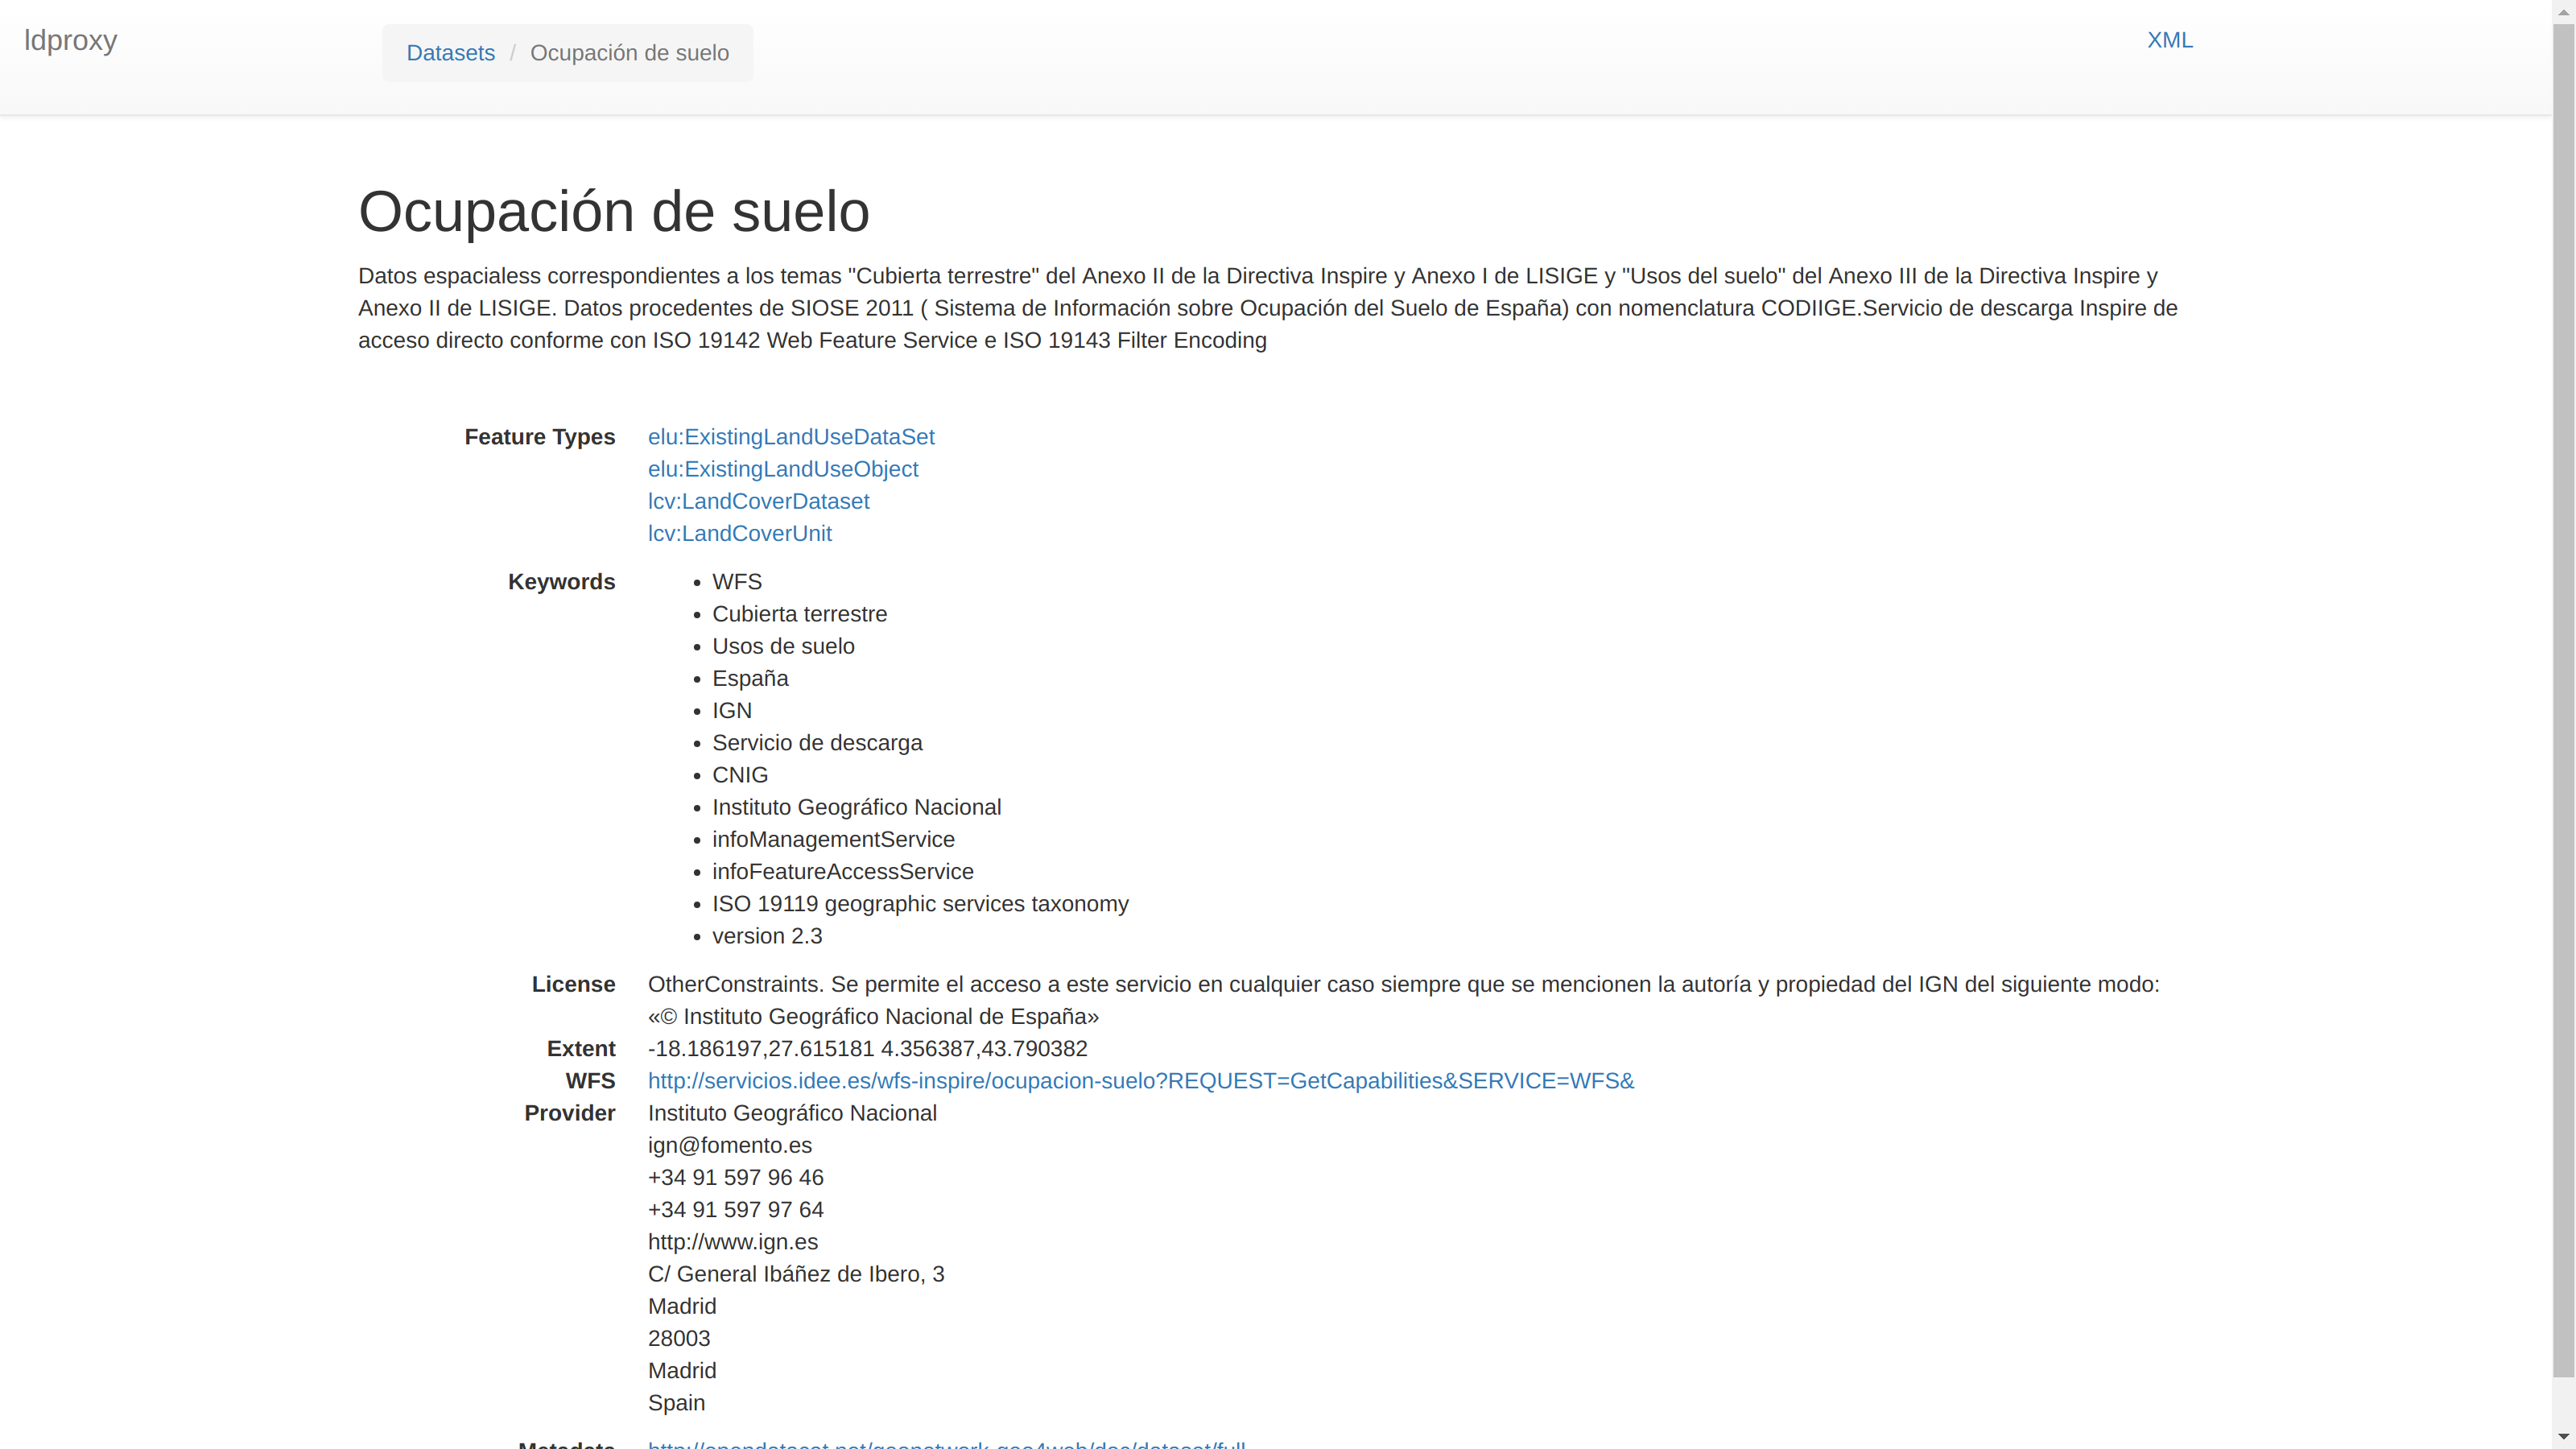 ldproxy
Datasets / Ocupación de suelo
XML
Ocupación de suelo
Datos espacialess correspondientes a los temas "Cubierta terrestre" del Anexo II de la Directiva Inspire y Anexo I de LISIGE y "Usos del suelo" del Anexo III de la Directiva Inspire y
Anexo II de LISIGE. Datos procedentes de SIOSE 2011 ( Sistema de Información sobre Ocupación del Suelo de España) con nomenclatura CODIIGE.Servicio de descarga Inspire de
acceso directo conforme con ISO 19142 Web Feature Service e ISO 19143 Filter Encoding
Feature Types elu:ExistingLandUseDataSet
elu:ExistingLandUseObject
lcv:LandCoverDataset
lcv:LandCoverUnit
Keywords • WFS
• Cubierta terrestre
• Usos de suelo
• España
• IGN
• Servicio de descarga
• CNIG
• Instituto Geográfico Nacional
• infoManagementService
• infoFeatureAccessService
• ISO 19119 geographic services taxonomy
• version 2.3
License OtherConstraints. Se permite el acceso a este servicio en cualquier caso siempre que se mencionen la autoría y propiedad del IGN del siguiente modo:
«© Instituto Geográfico Nacional de España»
Extent -18.186197,27.615181 4.356387,43.790382
WFS http://servicios.idee.es/wfs-inspire/ocupacion-suelo?REQUEST=GetCapabilities&SERVICE=WFS&
Provider Instituto Geográfico Nacional
ign@fomento.es
+34 91 597 96 46
+34 91 597 97 64
http://www.ign.es
C/ General Ibáñez de Ibero, 3
Madrid
28003
Madrid
Spain
Metadata http://opendatacat.net/geonetwork-geo4web/doc/dataset/full